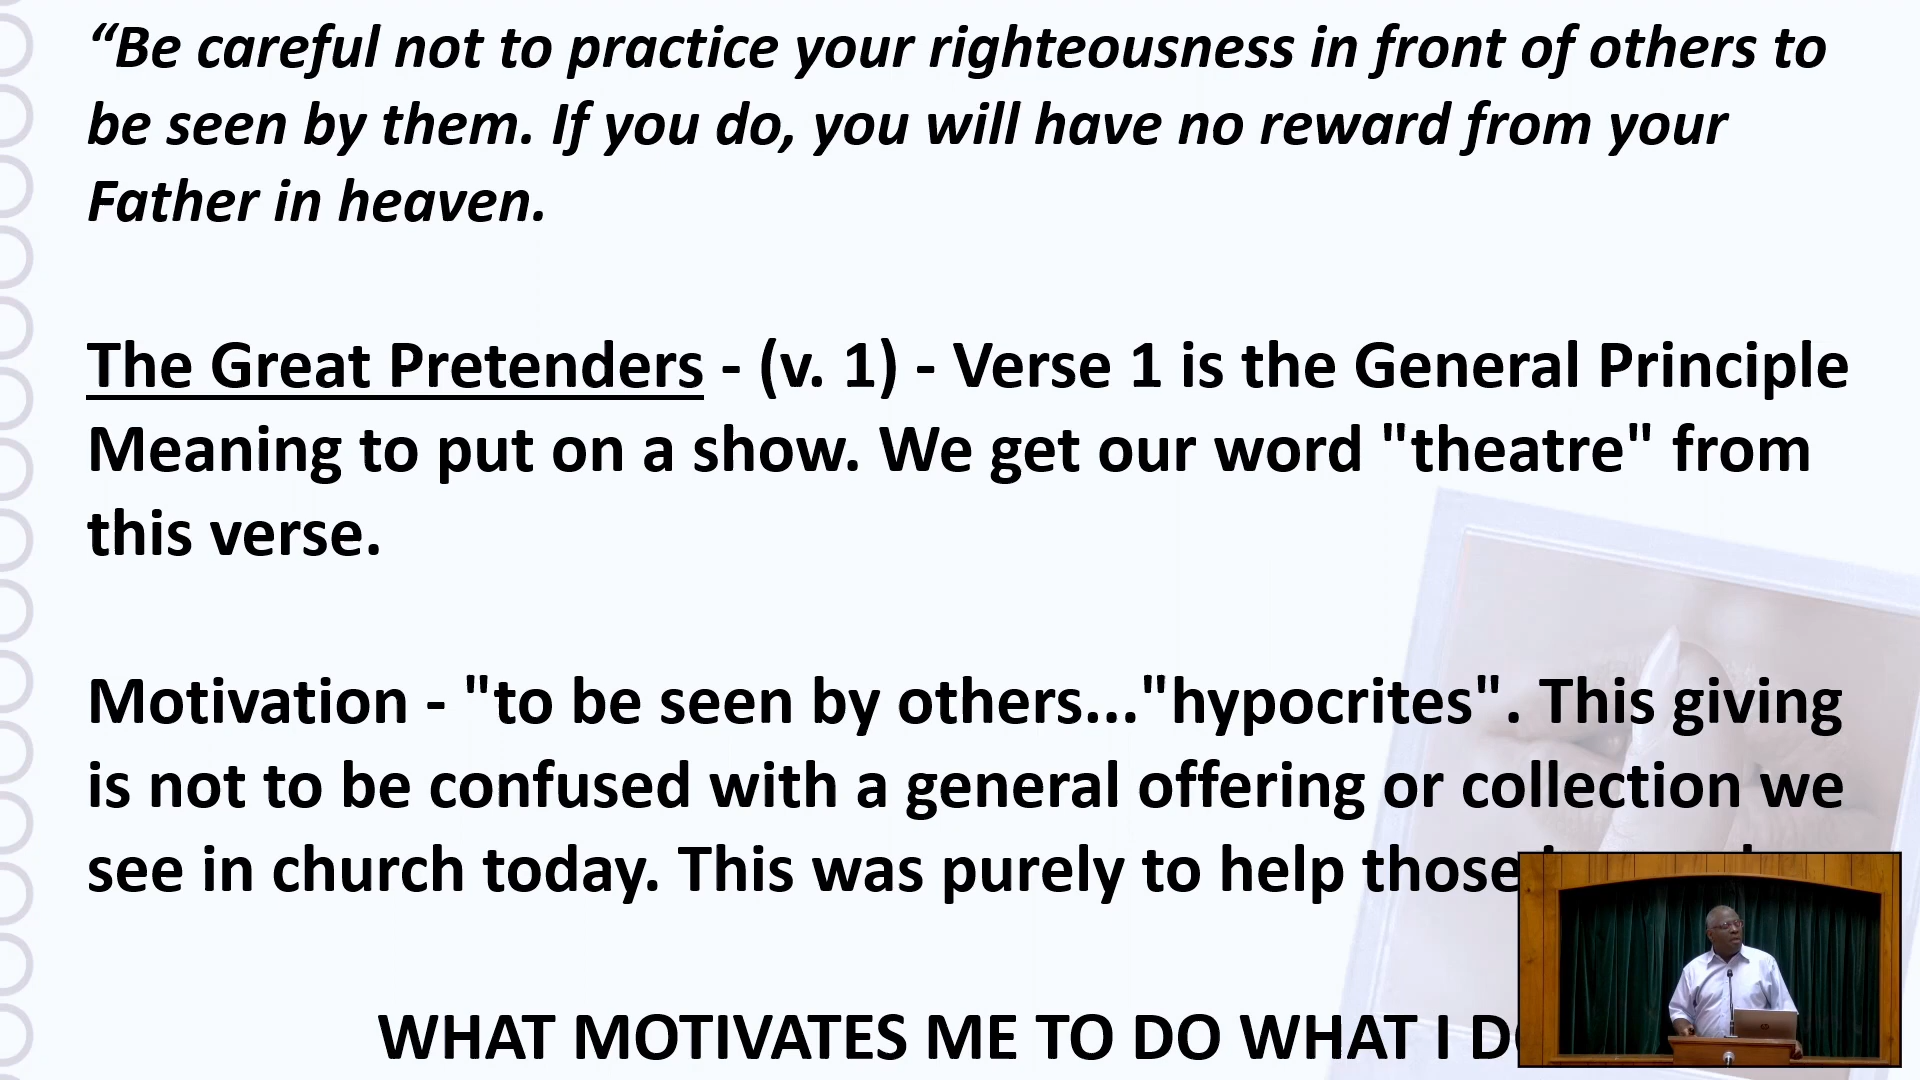 “Be careful not to practice your righteousness in front of others to
be seen by them. If you do, you will have no reward from your
Father in heaven.
The Great Pretenders - (v. 1) - Verse 1 is the General Principle
Meaning to put on a show. We get our word "theatre" from
this verse.
Motivation - "to be seen by others..."hypocrites". This giving
is not to be confused with a general offering or collection we
see in church today. This was purely to help those
WHAT MOTIVATES ME TO DO WHAT I DO